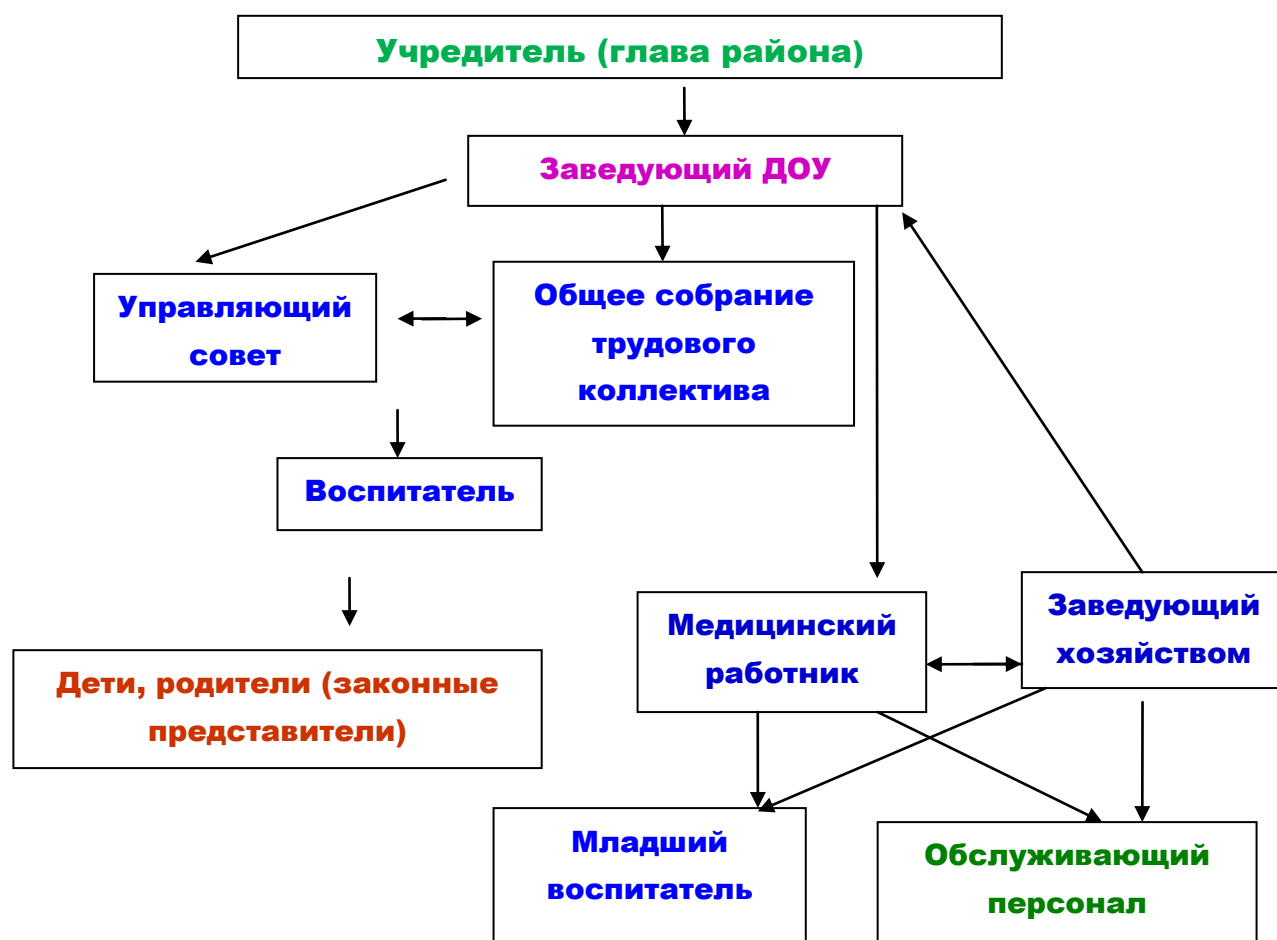 Учредитель (глава района)
Заведующий ДОУ
Управляющий
совет
Общее собрание
трудового
коллектива
Воспитатель
Дети, родители (законные
представители)
Медицинский
работник
Заведующий
хозяйством
Младший
воспитатель
Обслуживающий
персонал